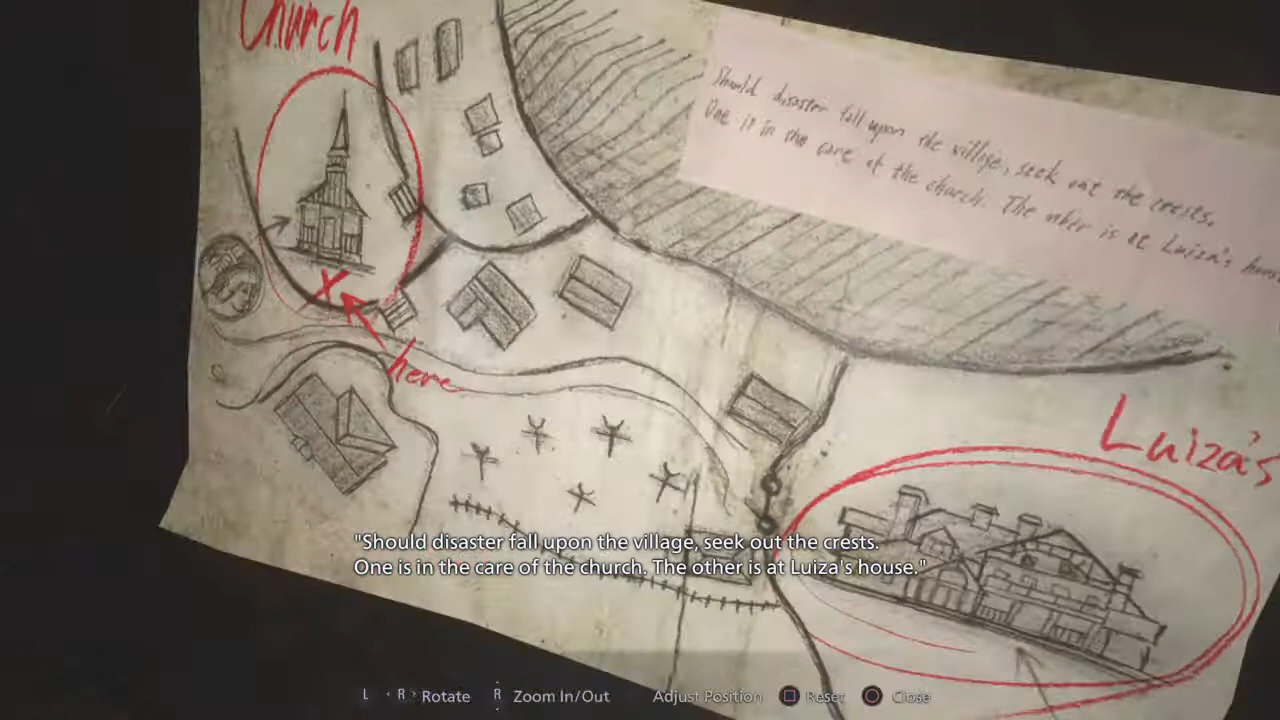 Church
Should disaster fall upon the village, seek out the crests.
One is in the care of the church. The other is at Luiza's house
here
Luiza's
"Should disaster fall upon the village, seek out the crests.
One is in the care of the church. The other is at Luiza's house."
L R Rotate R Zoom In/Out Adjust Position Reset Close